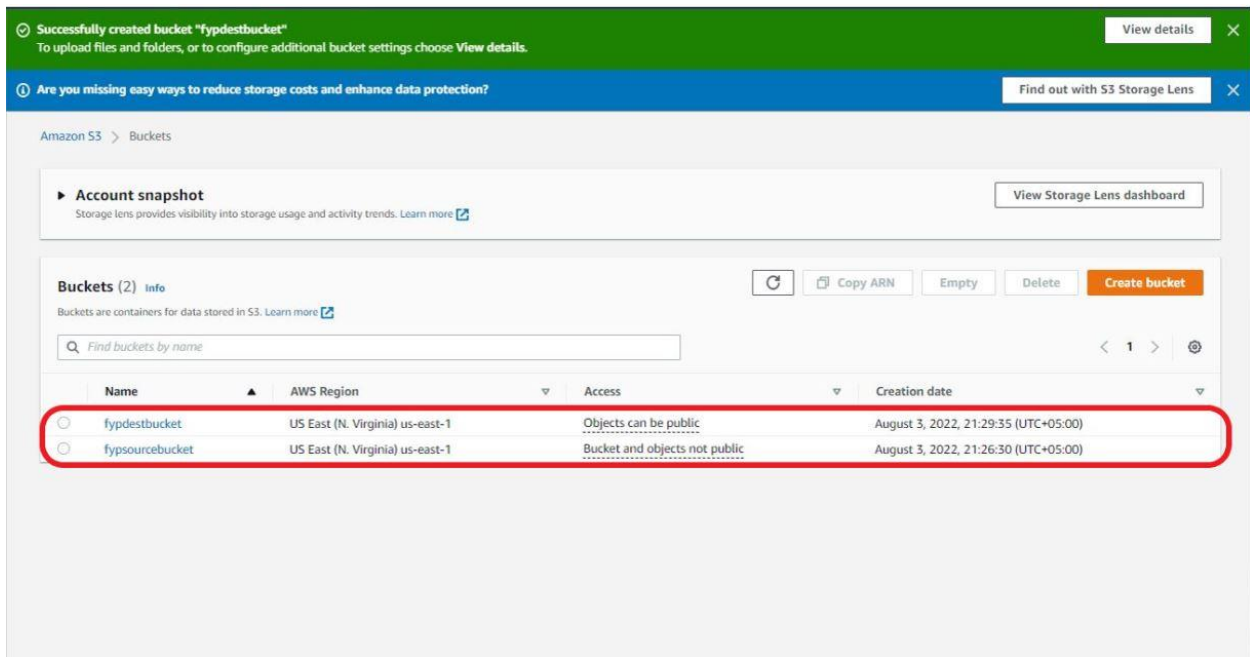 Successfully created bucket "fypdestbucket"
View details
To upload files and folders, or to configure additional bucket settings choose View details.
Are you missing easy ways to reduce storage costs and enhance data protection?
Find out with S3 Storage Lens
Amazon S3 > Buckets
Account snapshot
View Storage Lens dashboard
Storage lens provides visibility into storage usage and activity trends. Learn more
Buckets (2) Info
Copy ARN
Empty
Delete
Create bucket
Buckets are containers for data stored in S3. Learn more
Find buckets by name
< 1 >
Name AWS Region Access Creation date
fypdestbucket US East (N. Virginia) us-east-1 Objects can be public August 3, 2022, 21:29:35 (UTC+05:00)
fypsourcebucket US East (N. Virginia) us-east-1 Bucket and objects not public August 3, 2022, 21:26:30 (UTC+05:00)